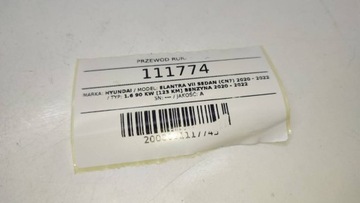 PRZEWÓD RUR.
111774
MARKA: HYUNDAI / MODEL: ELANTRA VII SEDAN (CN7) 2020 - 2022
/ TYP: 1.6 90 KW [123 KM] BENZYNA 2020 - 2022
SN: --- / JAKOŚĆ: A